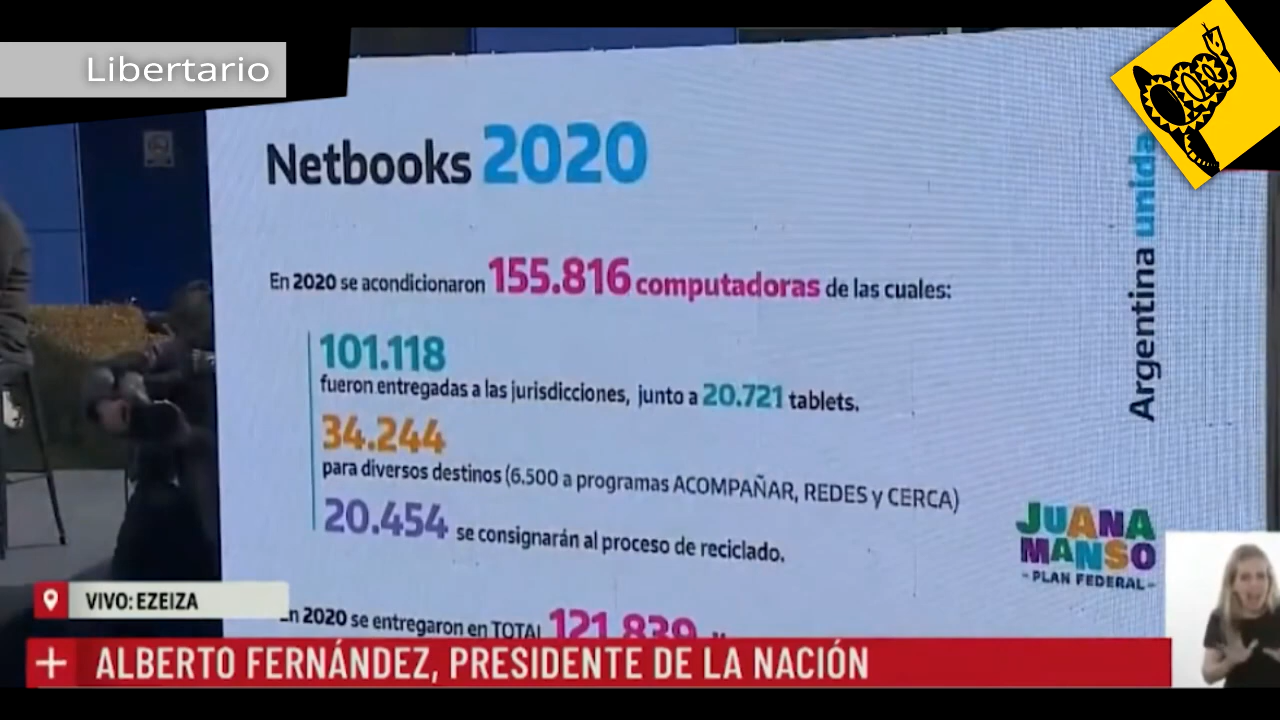 Libertario
Netbooks 2020
En 2020 se acondicionaron 155.816 computadoras de las cuales:
101.118
fueron entregadas a las jurisdicciones, junto a 20.721 tablets.
34.244
para diversos destinos (6.500 a programas ACOMPAÑAR, REDES y CERCA)
20.454 se consignarán al proceso de reciclado.
2020 se entregaron en TOTAL 121.839
Argentina unida
JUANA
MANSO
- PLAN FEDERAL -
VIVO: EZEIZA
ALBERTO FERNÁNDEZ, PRESIDENTE DE LA NACIÓN